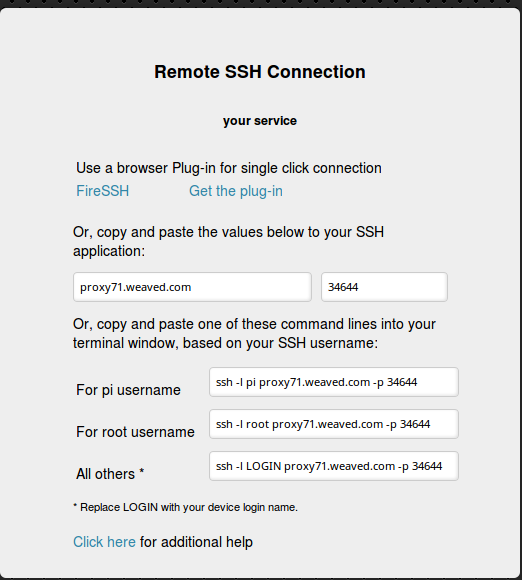 Remote SSH Connection
your service
Use a browser Plug-in for single click connection
FireSSH Get the plug-in
Or, copy and paste the values below to your SSH
application:
proxy71.weaved.com 34644
Or, copy and paste one of these command lines into your
terminal window, based on your SSH username:
For pi username ssh -l pi proxy71.weaved.com -p 34644
For root username ssh -l root proxy71.weaved.com -p 34644
All others * ssh -l LOGIN proxy71.weaved.com -p 34644
* Replace LOGIN with your device login name.
Click here for additional help